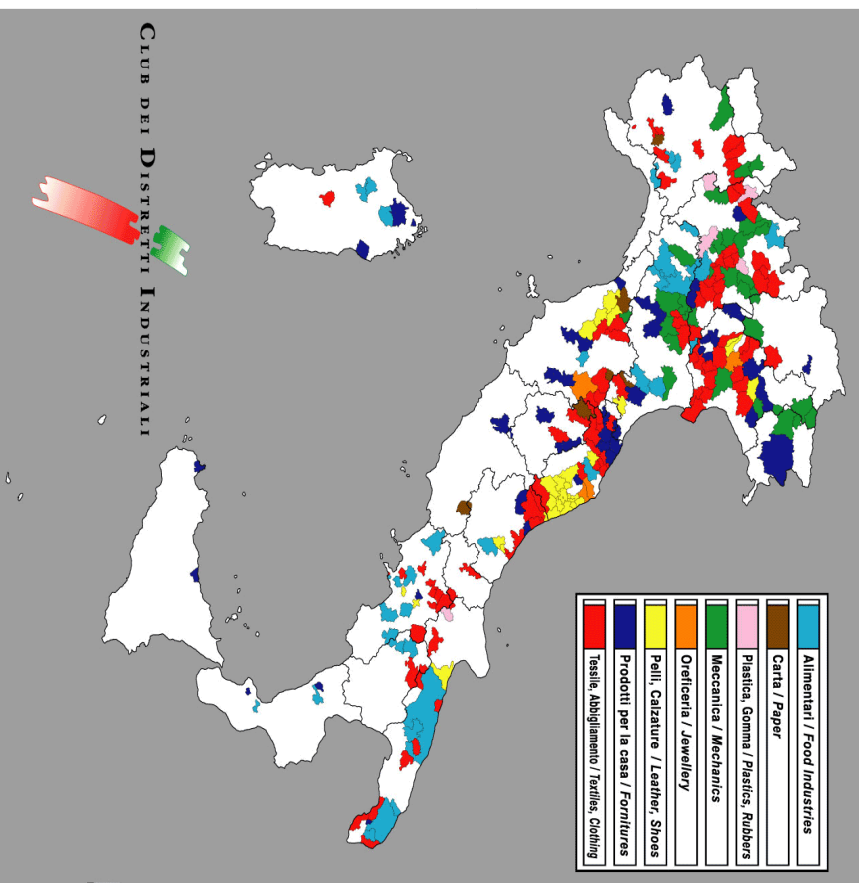 CLUB DEI DISTRETTI INDUSTRIALI
Alimentari / Food Industries
Carta / Paper
Plastica, Gomma / Plastics, Rubbers
Meccanica / Mechanics
Oreficeria / Jewellery
Pelli, Calzature / Leather, Shoes
Prodotti per la casa / Fornitures
Tessile, Abbigliamento / Textiles, Clothing